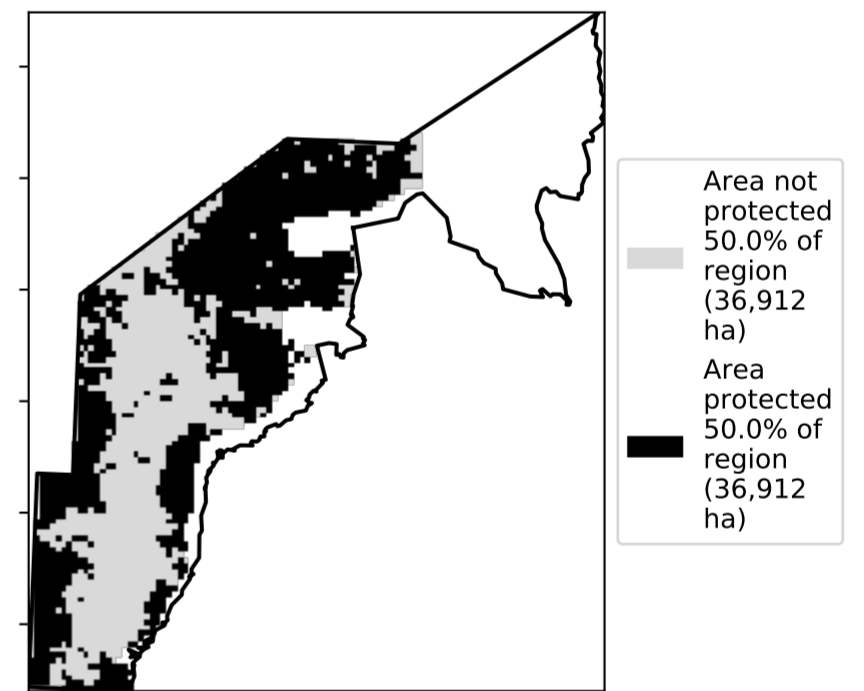 Area not
protected
50.0% of
region
(36,912
ha)
Area
protected
50.0% of
region
(36,912
ha)